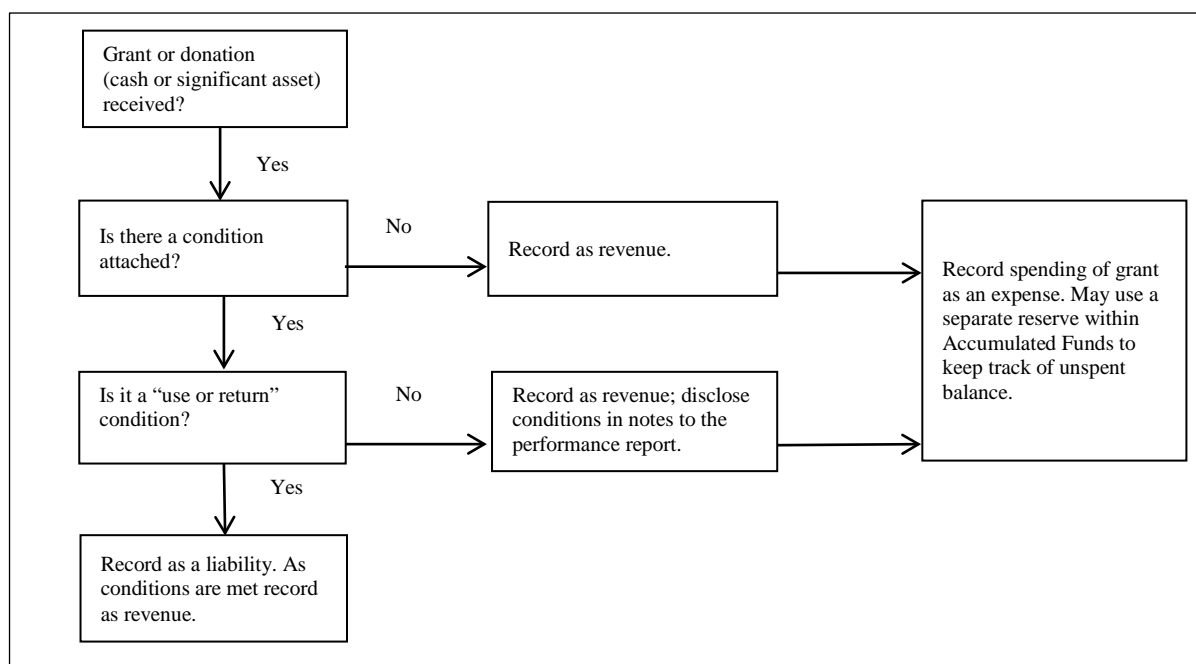 Grant or donation
(cash or significant asset)
received?
Yes
Is there a condition
attached?
No
Record as revenue.
Record spending of grant
as an expense. May use a
separate reserve within
Accumulated Funds to
keep track of unspent
balance.
Yes
Is it a “use or return”
condition?
No
Record as revenue; disclose
conditions in notes to the
performance report.
Yes
Record as a liability. As
conditions are met record
as revenue.